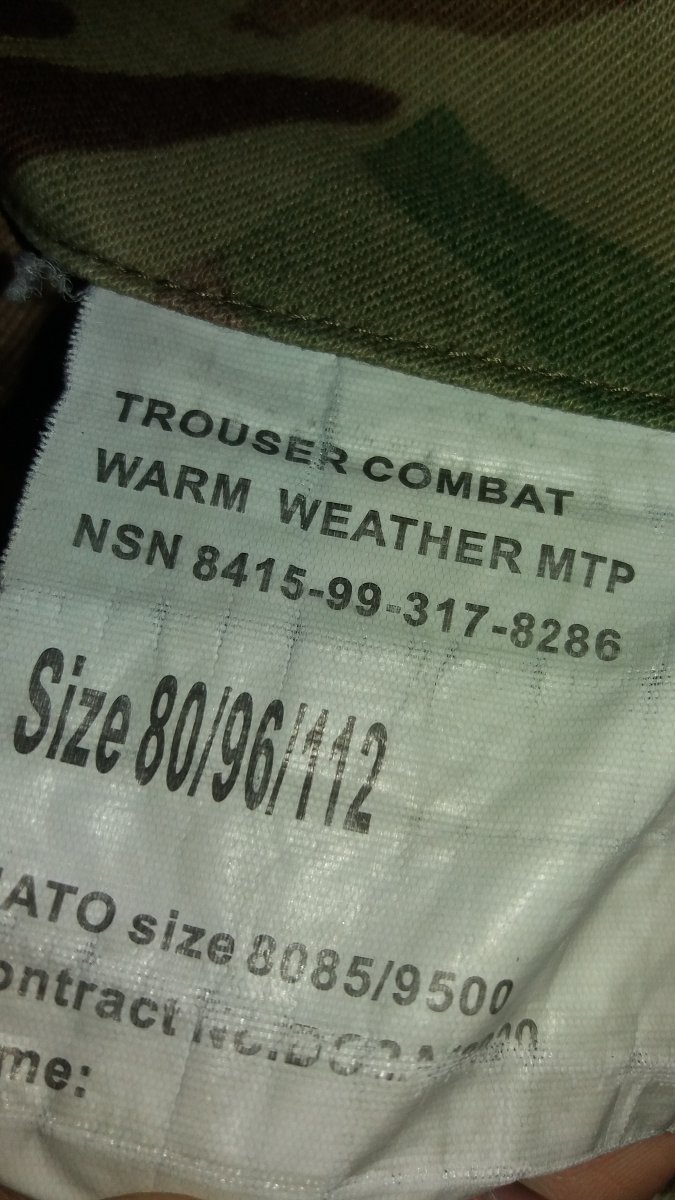 TROUSER COMBAT
WARM WEATHER MTP
NSN 8415-99-317-8286
Size 80/96/112
ATO size 8085/9500
ontract No.
me: